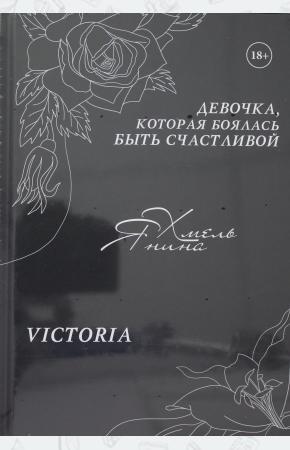 18+
ДЕВОЧКА,
КОТОРАЯ БОЯЛАСЬ
БЫТЬ СЧАСТЛИВОЙ
Янина Хмель
VICTORIA